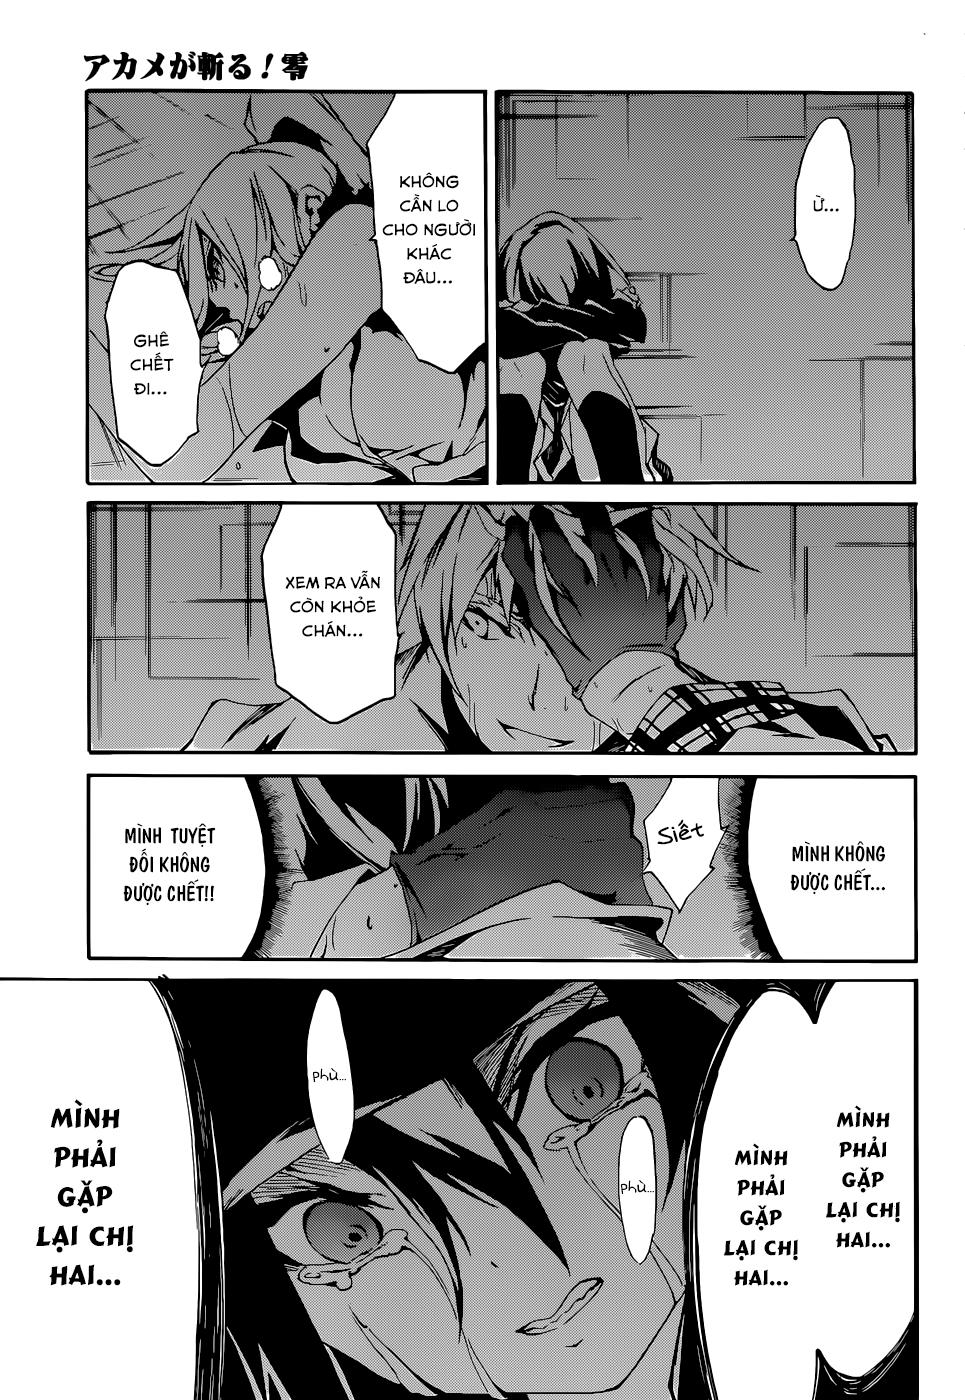 アカメが斬る！零
Ừ...
KHÔNG
CẦN LO
CHO NGƯỜI
KHÁC
ĐÂU...
GHÊ
CHẾT
ĐI...
XEM RA VẪN
CÒN KHỎE
CHÁN...
MÌNH KHÔNG
ĐƯỢC CHẾT...
Siết
MÌNH TUYỆT
ĐỐI KHÔNG
ĐƯỢC CHẾT!!
MÌNH
PHẢI
GẶP
LẠI CHỊ
HAI...
MÌNH
PHẢI
GẶP
LẠI CHỊ
HAI...
Phù...
Phù...
MÌNH
PHẢI
GẶP
LẠI CHỊ
HAI...